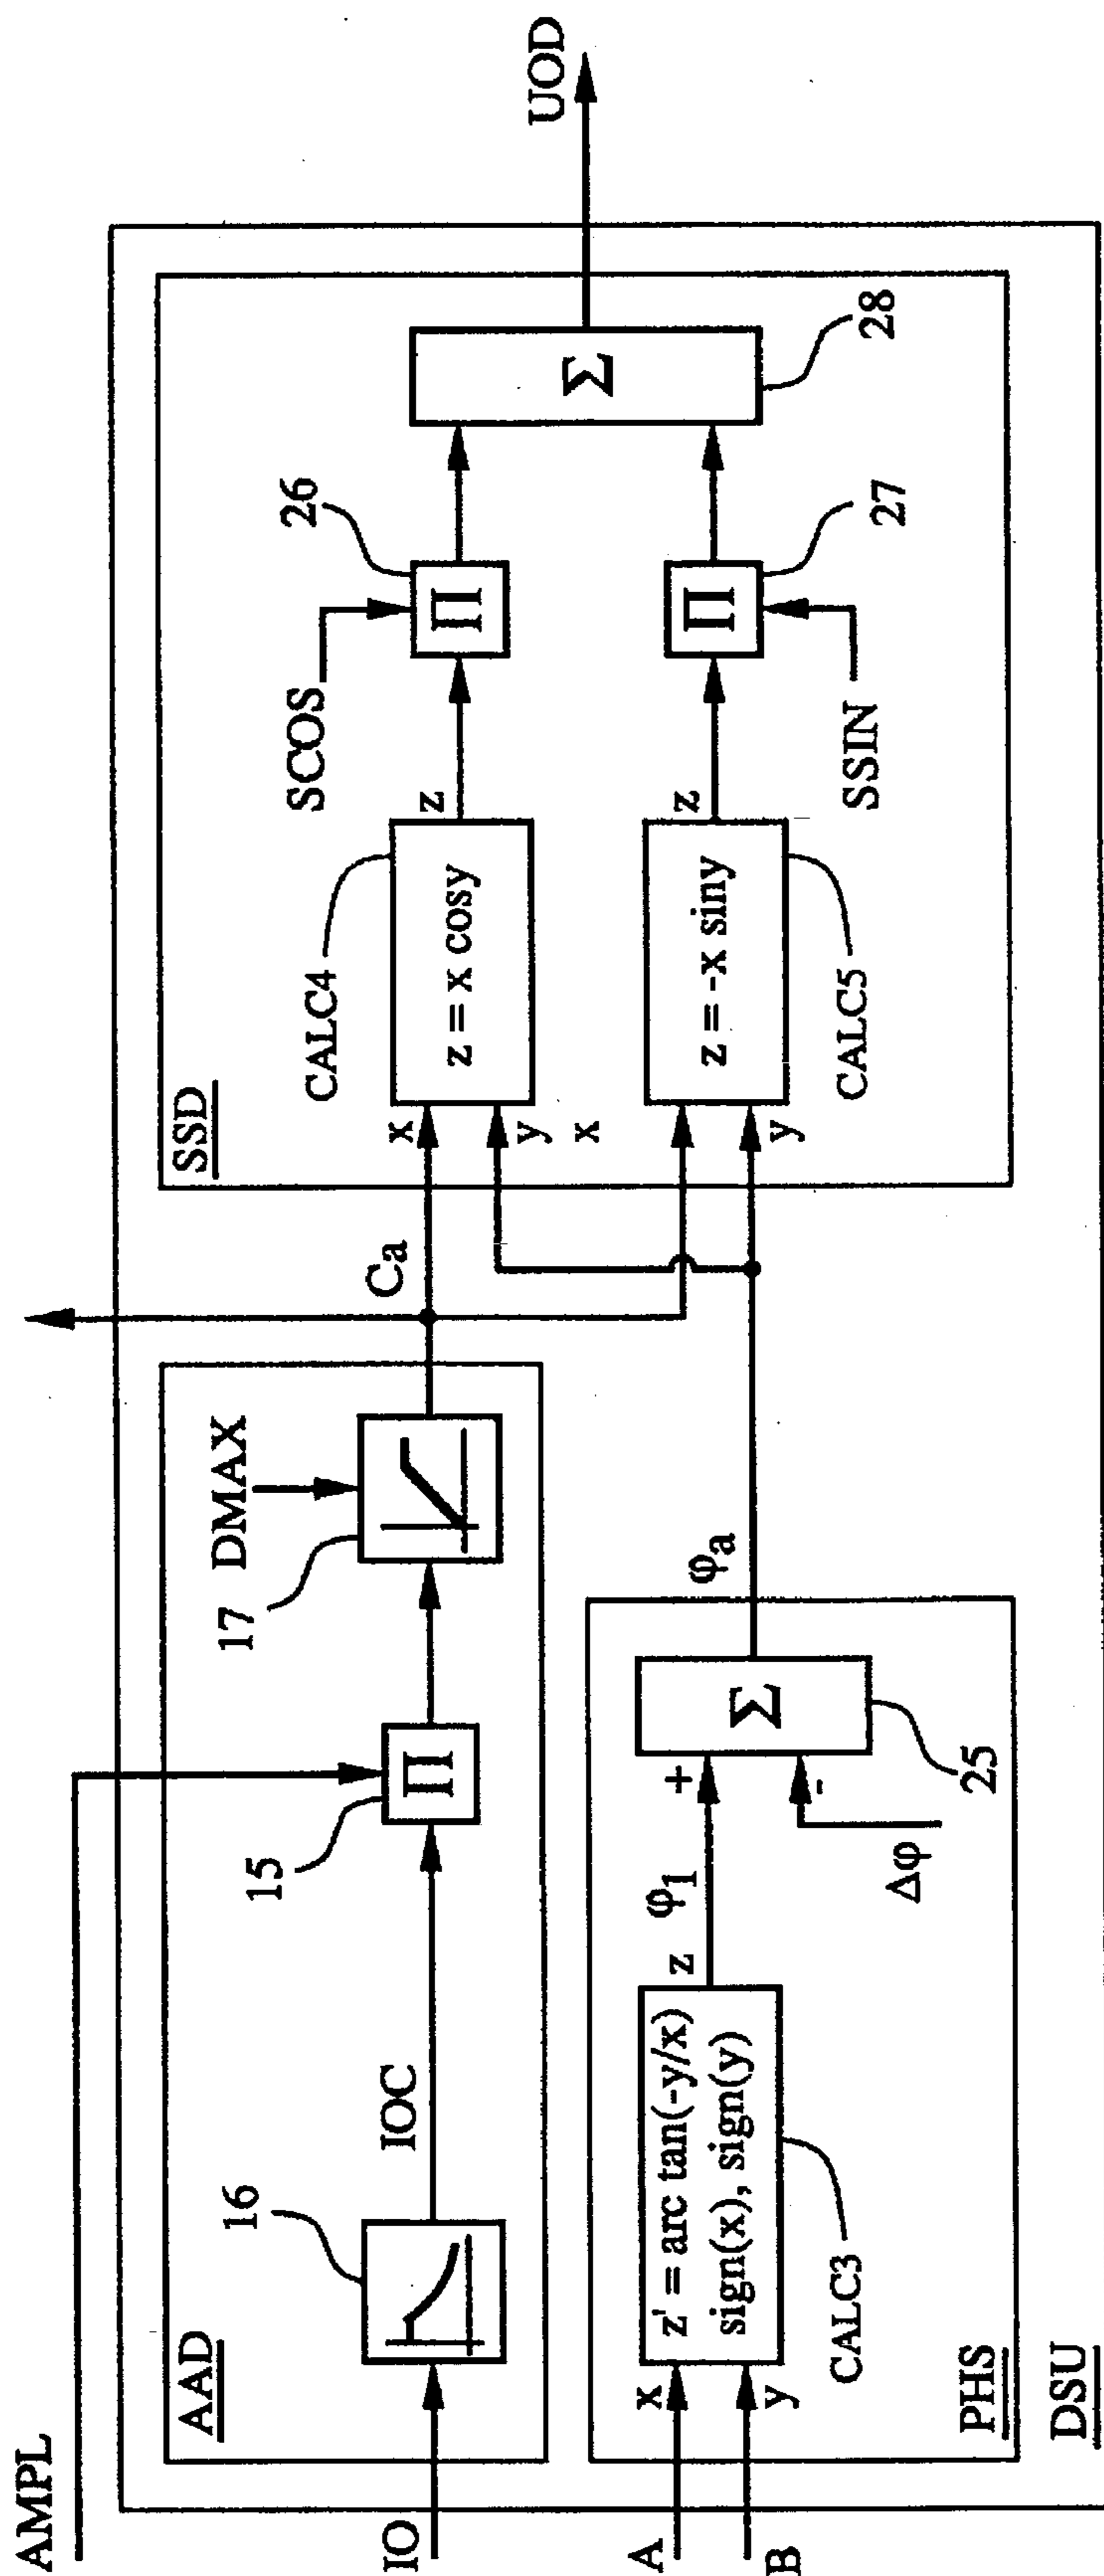 AMPL
IO
A
B
AAD
16
IOC
15
Π
17
DMAX
Ca
PHS
x
y
z' = arc tan(-y/x)
sign(x), sign(y)
CALC3
z
φ1
+
-
Δφ
Σ
25
φa
DSU
SSD
x
y
z = x cosy
CALC4
z
x
y
z = -x siny
CALC5
z
SCOS
Π
26
SSIN
Π
27
Σ
28
UOD